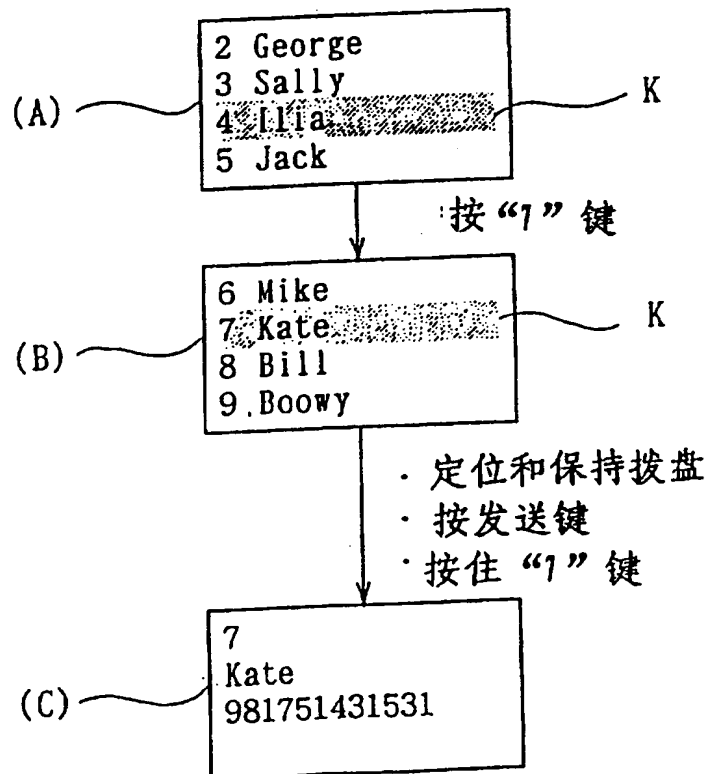 2 George
3 Sally
(A)
K
4 Ilia
5 Jack
按“7”键
6 Mike
7 Kate
K
(B)
8 Bill
9.Boowy
· 定位和保持拨盘
· 按发送键
· 按住“7”键
7
Kate
(C)
981751431531